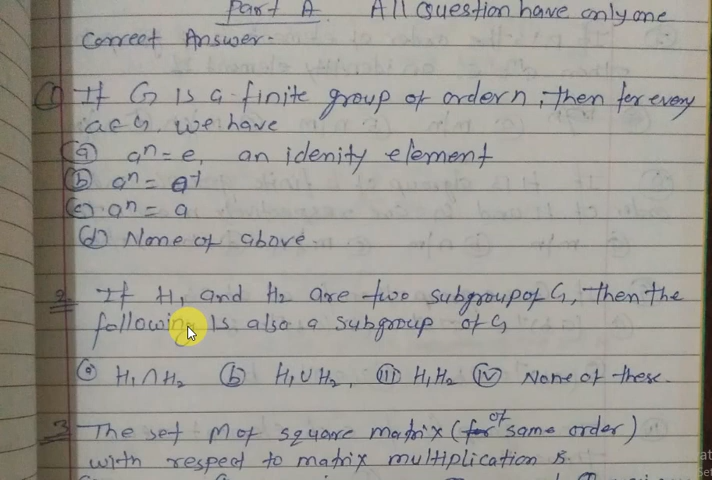 Part A All Question have only one
Correct Answer-
① If G is a finite group of order n, then for every
a∈G, we have
(a) aⁿ = e, an idenity element
(b) aⁿ = a⁻¹
(c) aⁿ = a
(d) None of above
2 If H₁ and H₂ are two subgroup of G, then the
following is also a subgroup of G
(a) H₁∩H₂ (b) H₁∪H₂, (iii) H₁H₂ (iv) None of these.
3 The set M of square matrix (of same order)
with respect to matrix multiplication is